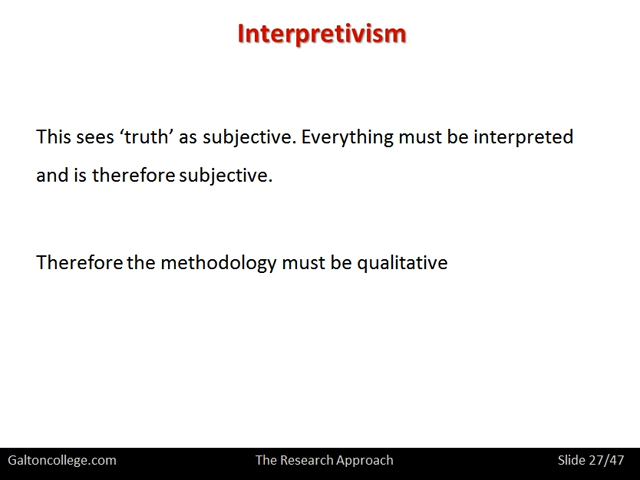 Interpretivism
This sees ‘truth’ as subjective. Everything must be interpreted
and is therefore subjective.
Therefore the methodology must be qualitative
Galtoncollege.com
The Research Approach
Slide 27/47